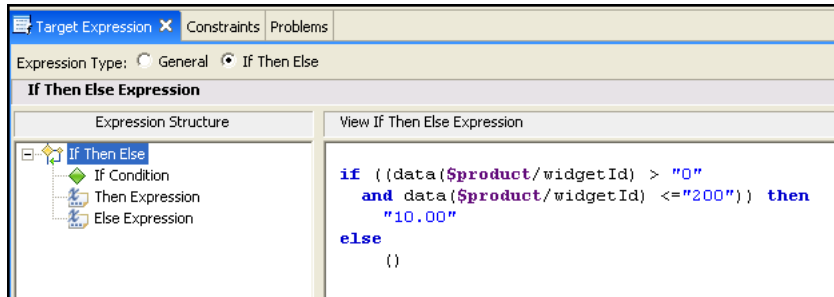 Target Expression Constraints Problems
Expression Type: General If Then Else
If Then Else Expression
Expression Structure
If Then Else
If Condition
Then Expression
Else Expression
View If Then Else Expression
if ((data($product/widgetId) > "0"
and data($product/widgetId) <="200")) then
"10.00"
else
()